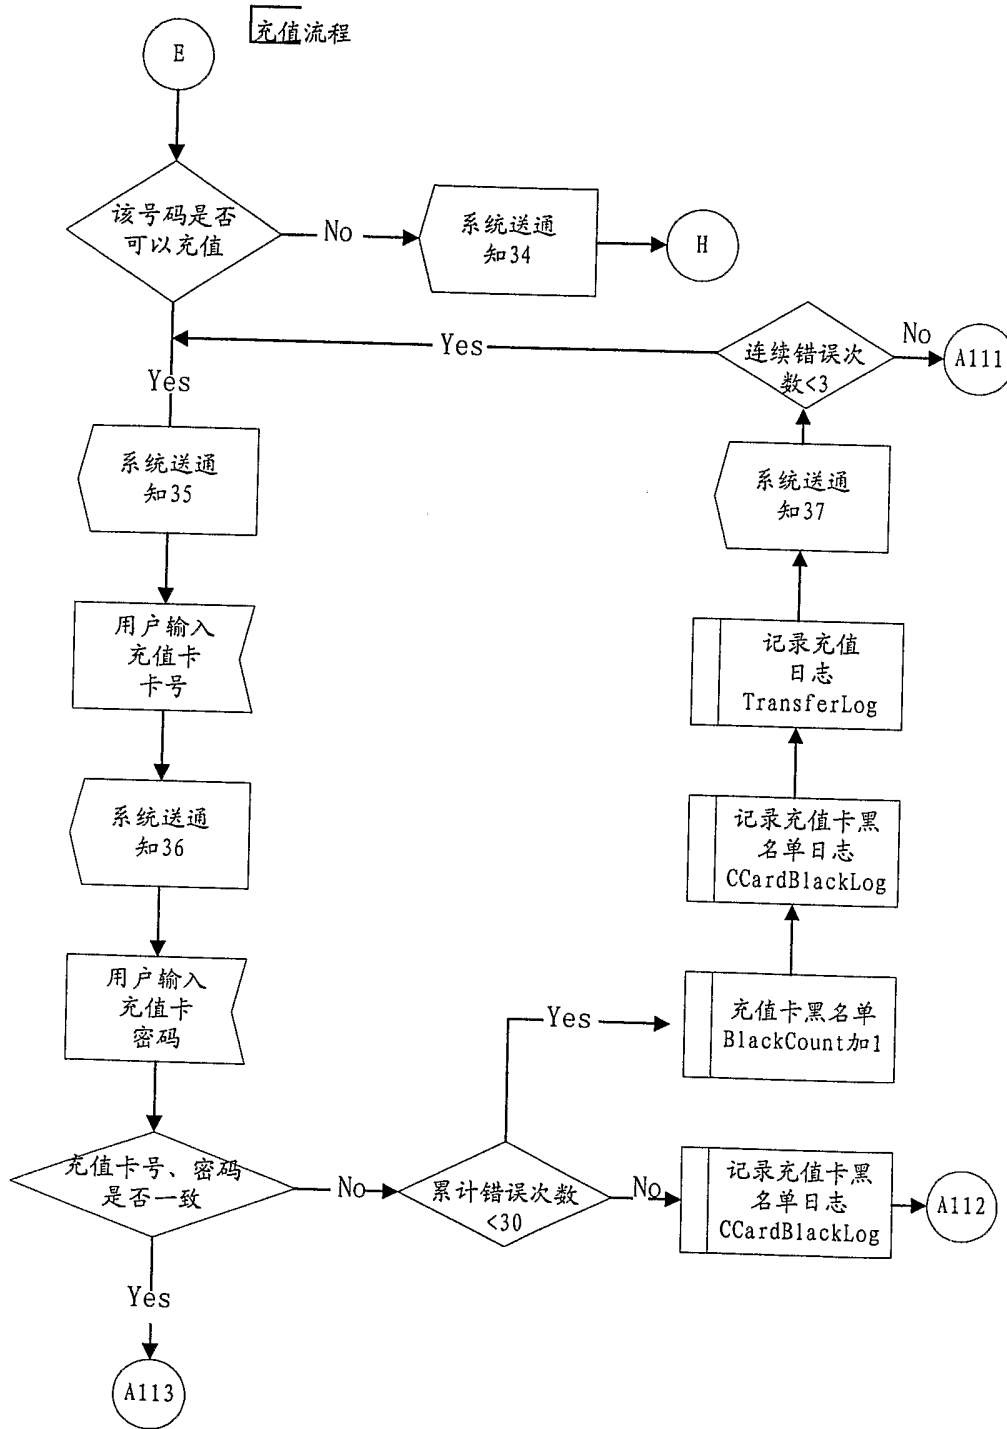 充值流程
E
该号码是否
可以充值
No
系统送通
知34
H
Yes
Yes
连续错误次
数<3
No
A111
系统送通
知35
系统送通
知37
用户输入
充值卡
卡号
记录充值
日志
TransferLog
系统送通
知36
记录充值卡黑
名单日志
CCardBlackLog
用户输入
充值卡
密码
Yes
充值卡黑名单
BlackCount加1
充值卡号、密码
是否一致
No
累计错误次数
<30
No
记录充值卡黑
名单日志
CCardBlackLog
A112
Yes
A113